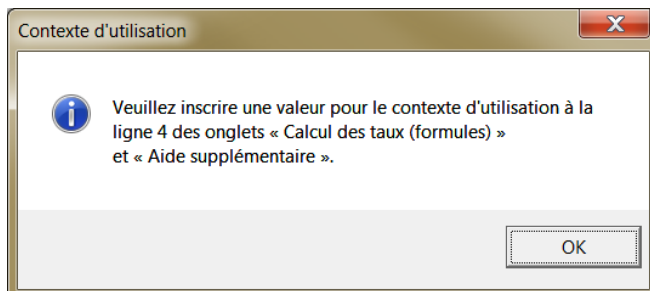 Contexte d'utilisation
Veuillez inscrire une valeur pour le contexte d'utilisation à la
ligne 4 des onglets « Calcul des taux (formules) »
et « Aide supplémentaire ».
OK